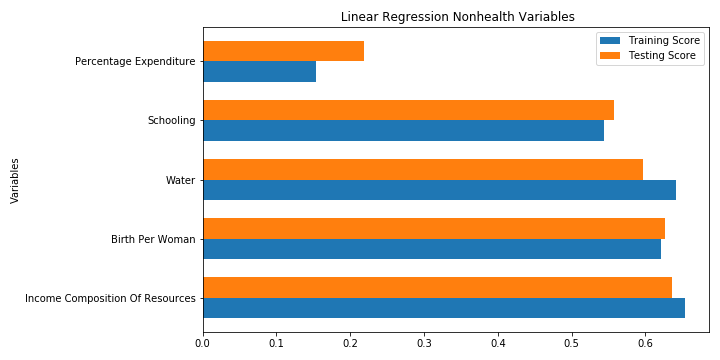 Linear Regression Nonhealth Variables
Training Score
Testing Score
Percentage Expenditure
Schooling
Water
Birth Per Woman
Income Composition Of Resources
Variables
0.0 0.1 0.2 0.3 0.4 0.5 0.6